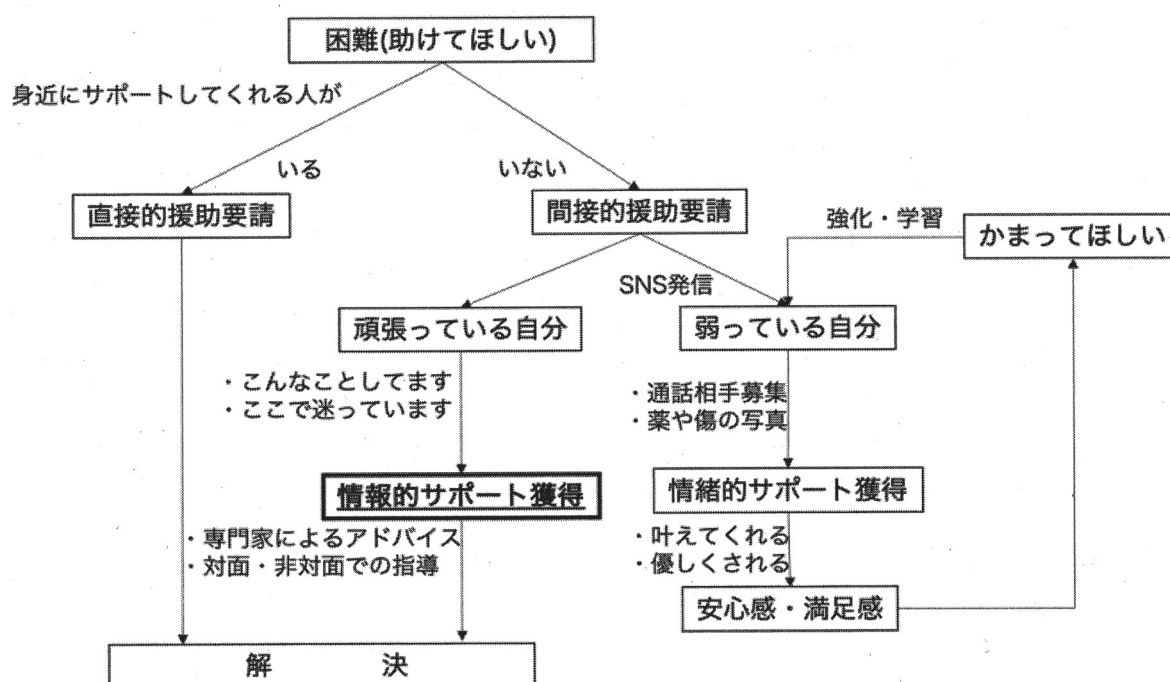 困難(助けてほしい)
身近にサポートしてくれる人が
いる
いない
直接的援助要請
間接的援助要請
強化・学習
かまってほしい
SNS発信
頑張っている自分
弱っている自分
・こんなことしてます
・ここで迷っています
・通話相手募集
・薬や傷の写真
情報的サポート獲得
情緒的サポート獲得
・専門家によるアドバイス
・対面・非対面での指導
・叶えてくれる
・優しくされる
安心感・満足感
解　　　決